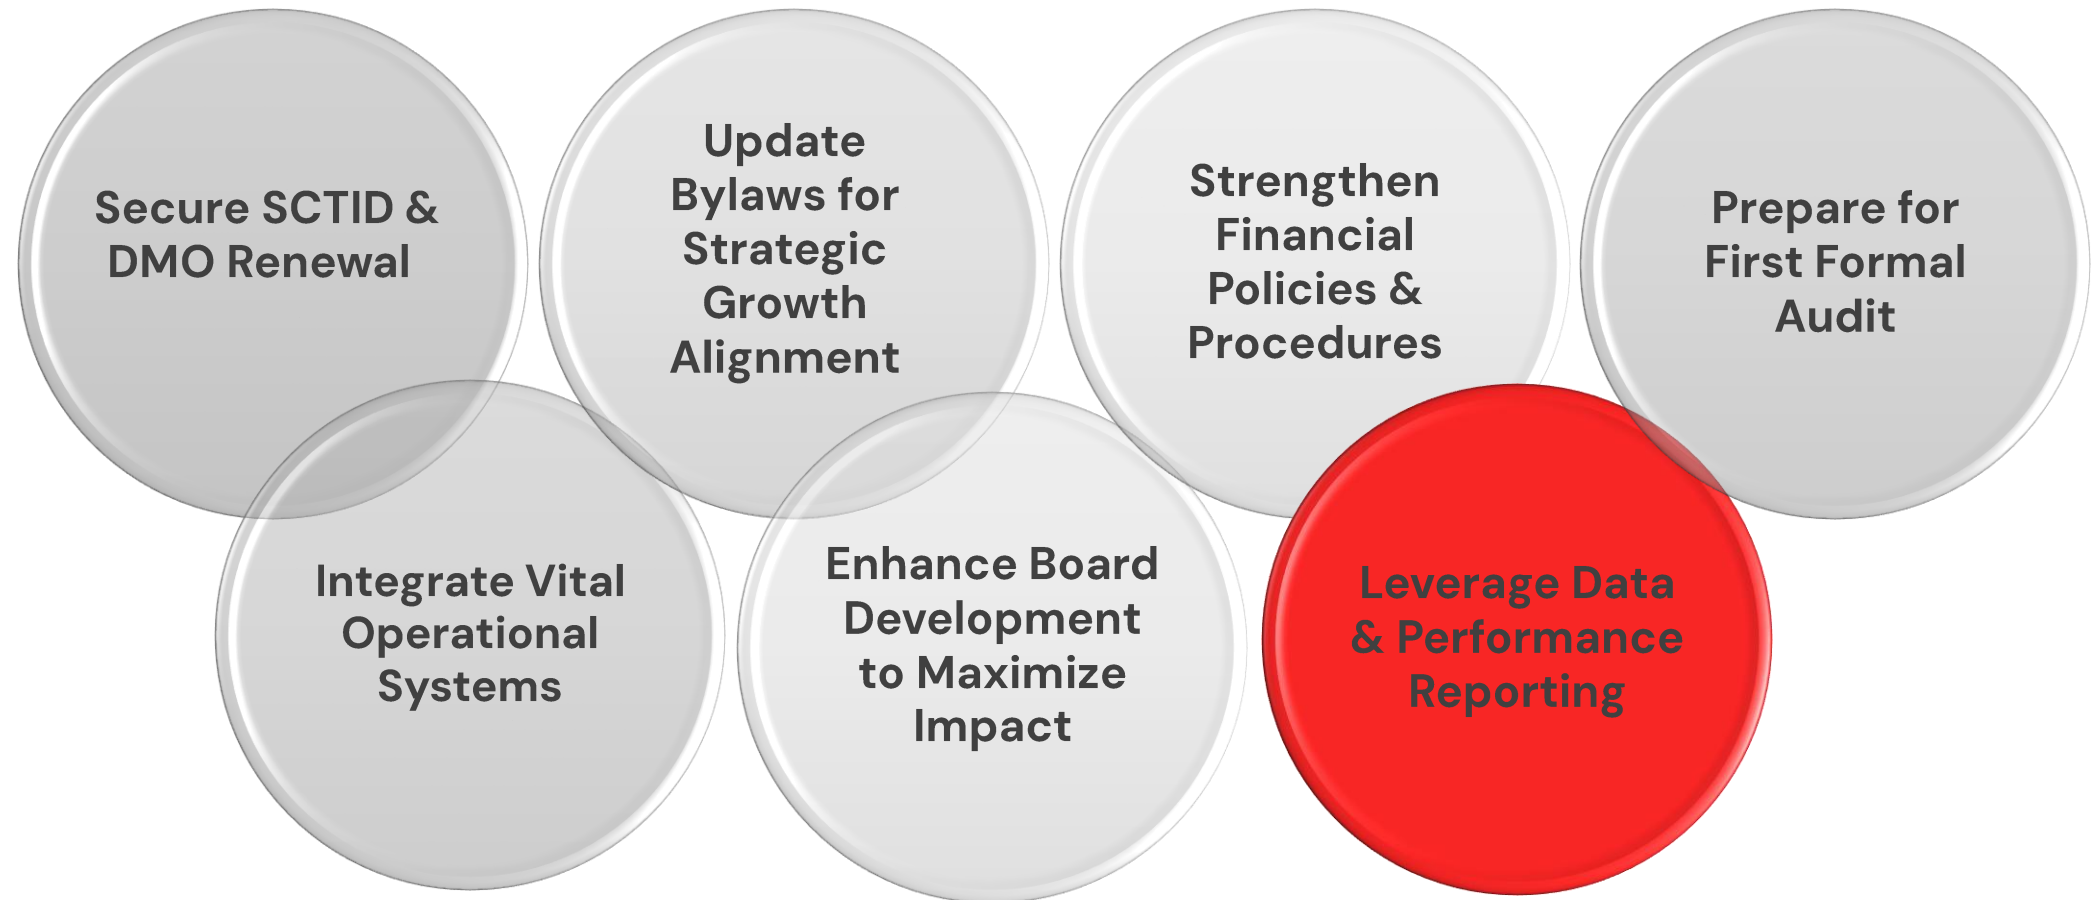 Secure SCTID &
DMO Renewal
Update
Bylaws for
Strategic
Growth
Alignment
Strengthen
Financial
Policies &
Procedures
Prepare for
First Formal
Audit
Integrate Vital
Operational
Systems
Enhance Board
Development
to Maximize
Impact
Leverage Data
& Performance
Reporting